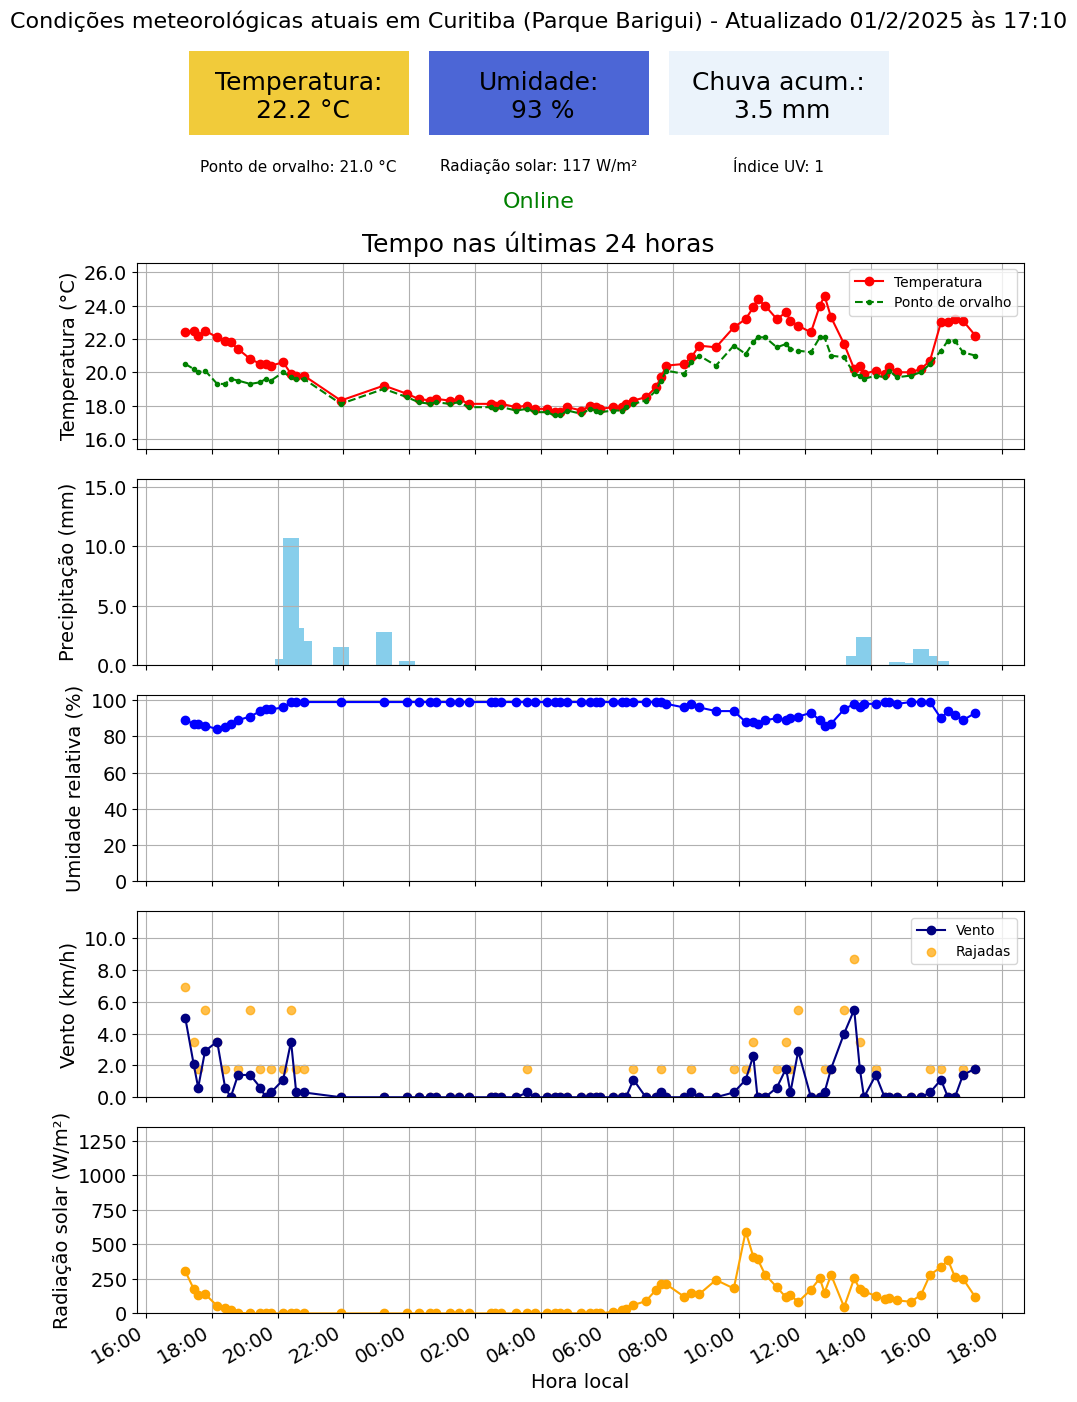 Condições meteorológicas atuais em Curitiba (Parque Barigui) - Atualizado 01/2/2025 às 17:10
Temperatura:
22.2 °C
Umidade:
93 %
Chuva acum.:
3.5 mm
Ponto de orvalho: 21.0 °C
Radiação solar: 117 W/m²
Índice UV: 1
Online
Tempo nas últimas 24 horas
Temperatura (°C)
26.0
24.0
22.0
20.0
18.0
16.0
Temperatura
Ponto de orvalho
Precipitação (mm)
15.0
10.0
5.0
0.0
Umidade relativa (%)
100
80
60
40
20
0
Vento (km/h)
10.0
8.0
6.0
4.0
2.0
0.0
Vento
Rajadas
Radiação solar (W/m²)
1250
1000
750
500
250
0
16:00
18:00
20:00
22:00
00:00
02:00
04:00
06:00
08:00
10:00
12:00
14:00
16:00
18:00
Hora local